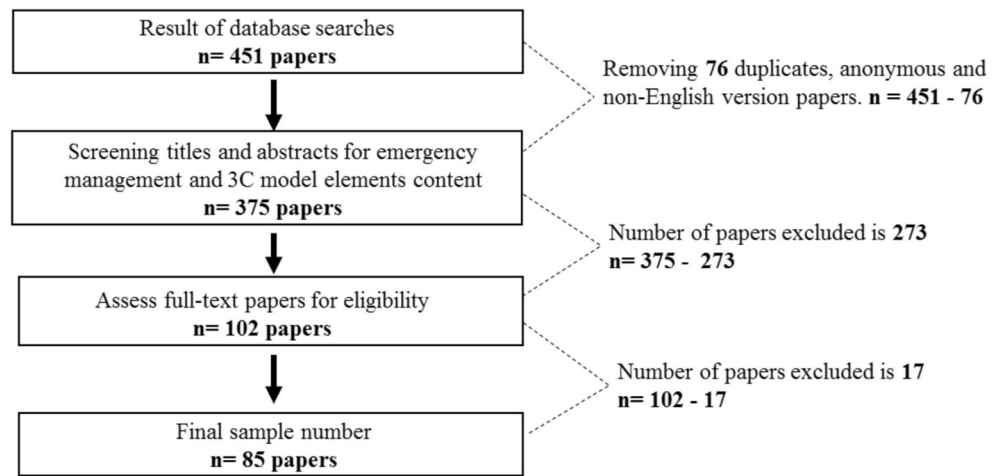 Result of database searches
n= 451 papers
Removing 76 duplicates, anonymous and
non-English version papers. n = 451 - 76
Screening titles and abstracts for emergency
management and 3C model elements content
n= 375 papers
Number of papers excluded is 273
n= 375 - 273
Assess full-text papers for eligibility
n= 102 papers
Number of papers excluded is 17
n= 102 - 17
Final sample number
n= 85 papers